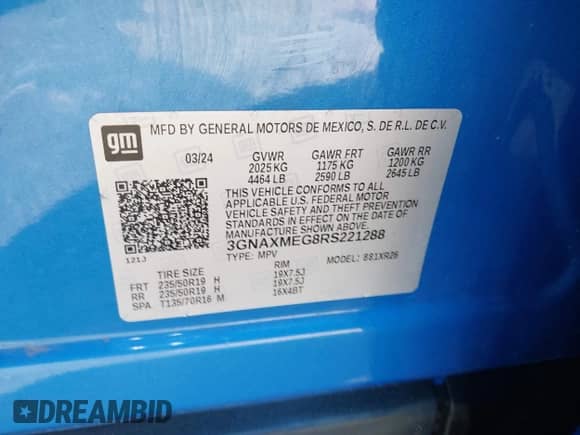 gm
MFD BY GENERAL MOTORS DE MEXICO, S. DE R.L. DE C.V.
03/24 GVWR GAWR FRT GAWR RR
2025 KG 1175 KG 1200 KG
4464 LB 2590 LB 2645 LB
THIS VEHICLE CONFORMS TO ALL
APPLICABLE U.S. FEDERAL MOTOR
VEHICLE SAFETY AND THEFT PREVENTION
STANDARDS IN EFFECT ON THE DATE
OF MANUFACTURE SHOWN ABOVE.
3GNAXMEG8RS221288
121J TYPE: MPV MODEL: 881XR26
TIRE SIZE RIM
FRT 235/50R19 H 19X7.5J
RR 235/50R19 H 19X7.5J
SPA T135/70R16 M 16X4BT
DREAMBID